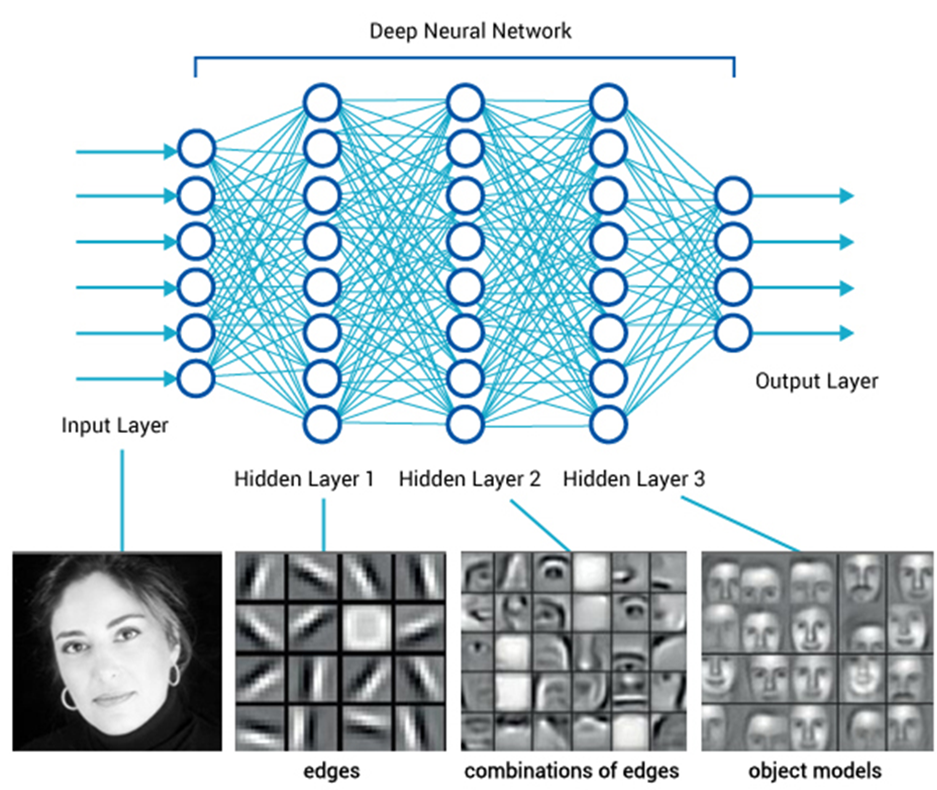 Deep Neural Network
Output Layer
Input Layer
Hidden Layer 1
Hidden Layer 2
Hidden Layer 3
edges
combinations of edges
object models